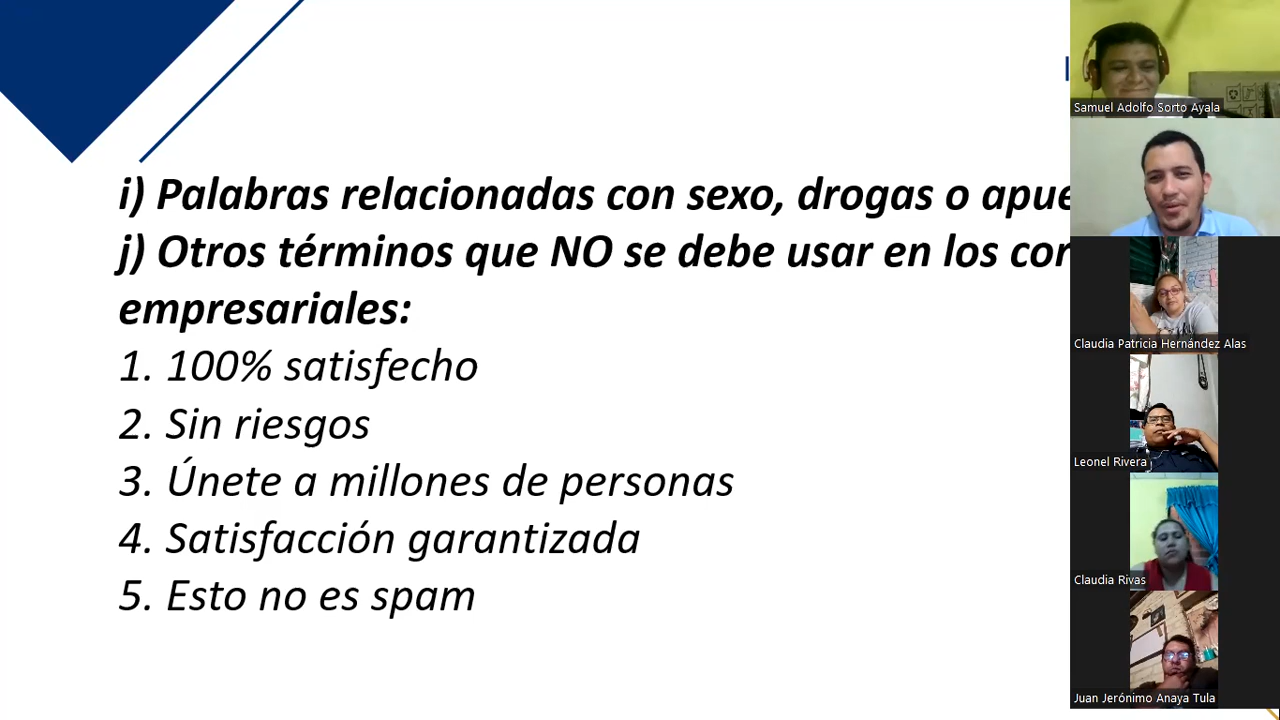 i) Palabras relacionadas con sexo, drogas o
j) Otros términos que NO se debe usar en los
empresariales:
1. 100% satisfecho
2. Sin riesgos
3. Únete a millones de personas
4. Satisfacción garantizada
5. Esto no es spam
Samuel Adolfo Sorto Ayala
Claudia Patricia Hernández Alas
Leonel Rivera
Claudia Rivas
Juan Jerónimo Anaya Tula